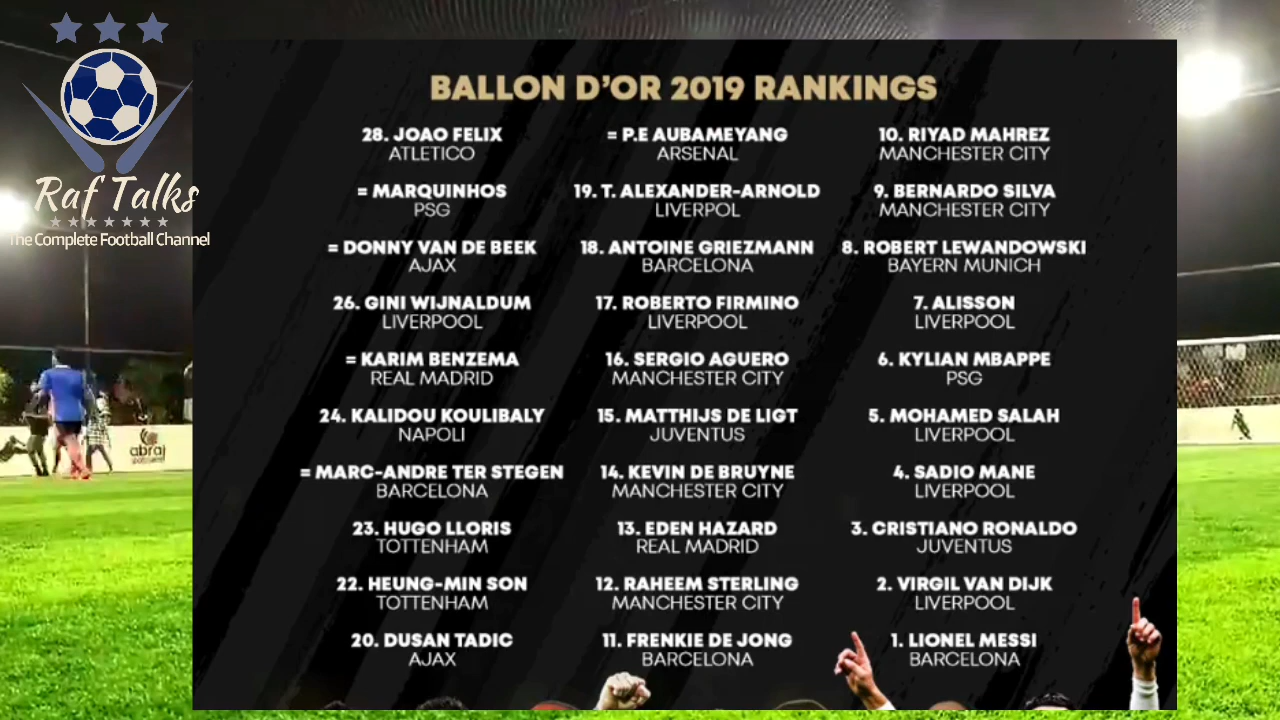 Raf Talks
The Complete Football Channel
BALLON D'OR 2019 RANKINGS
28. JOAO FELIX
ATLETICO
= MARQUINHOS
PSG
= DONNY VAN DE BEEK
AJAX
26. GINI WIJNALDUM
LIVERPOOL
= KARIM BENZEMA
REAL MADRID
24. KALIDOU KOULIBALY
NAPOLI
= MARC-ANDRE TER STEGEN
BARCELONA
23. HUGO LLORIS
TOTTENHAM
22. HEUNG-MIN SON
TOTTENHAM
20. DUSAN TADIC
AJAX
= P.E AUBAMEYANG
ARSENAL
19. T. ALEXANDER-ARNOLD
LIVERPOL
18. ANTOINE GRIEZMANN
BARCELONA
17. ROBERTO FIRMINO
LIVERPOOL
16. SERGIO AGUERO
MANCHESTER CITY
15. MATTHIJS DE LIGT
JUVENTUS
14. KEVIN DE BRUYNE
MANCHESTER CITY
13. EDEN HAZARD
REAL MADRID
12. RAHEEM STERLING
MANCHESTER CITY
11. FRENKIE DE JONG
BARCELONA
10. RIYAD MAHREZ
MANCHESTER CITY
9. BERNARDO SILVA
MANCHESTER CITY
8. ROBERT LEWANDOWSKI
BAYERN MUNICH
7. ALISSON
LIVERPOOL
6. KYLIAN MBAPPE
PSG
5. MOHAMED SALAH
LIVERPOOL
4. SADIO MANE
LIVERPOOL
3. CRISTIANO RONALDO
JUVENTUS
2. VIRGIL VAN DIJK
LIVERPOOL
1. LIONEL MESSI
BARCELONA
abraj